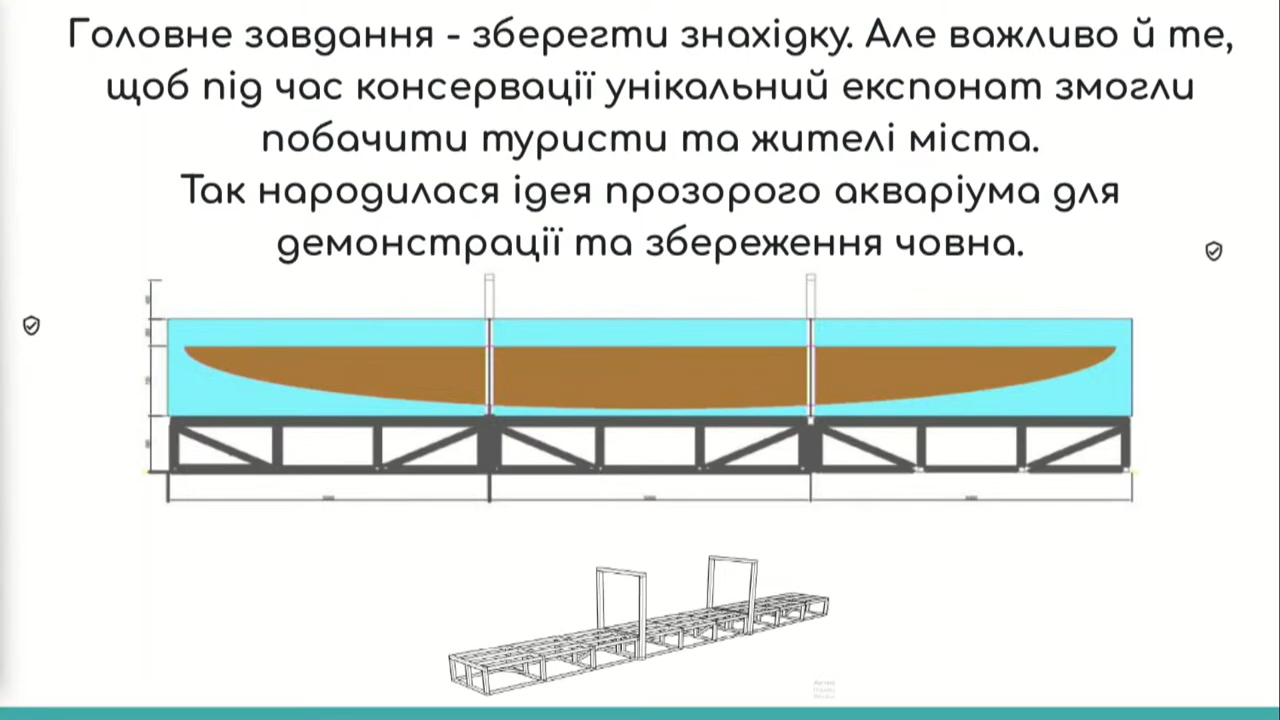 Головне завдання - зберегти знахідку. Але важливо й те,
щоб під час консервації унікальний експонат змогли
побачити туристи та жителі міста.
Так народилася ідея прозорого акваріума для
демонстрації та збереження човна.